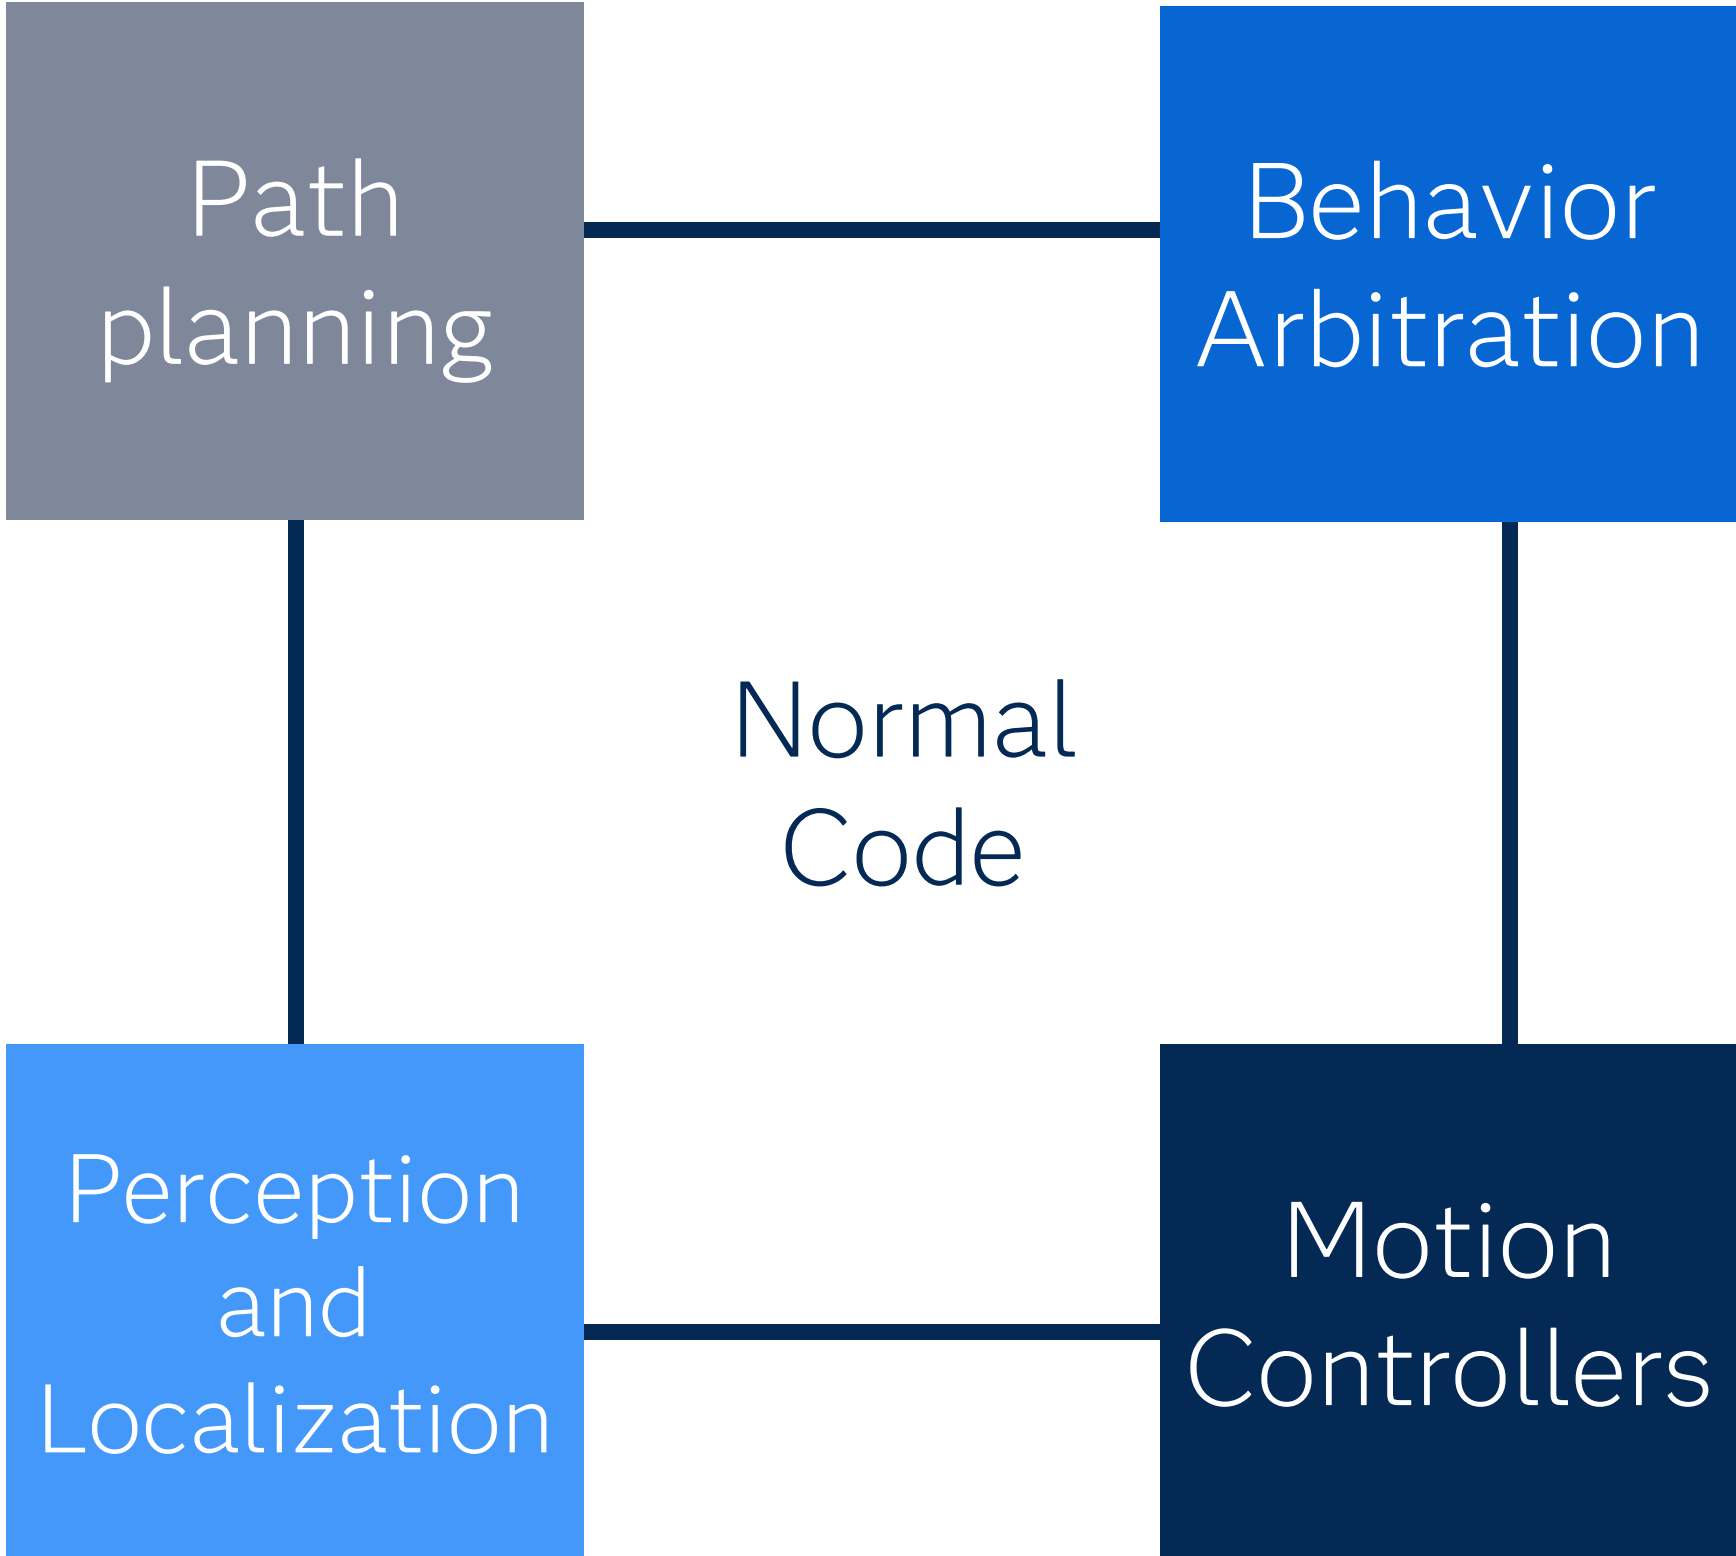 Path
planning
Behavior
Arbitration
Normal
Code
Perception
and
Localization
Motion
Controllers